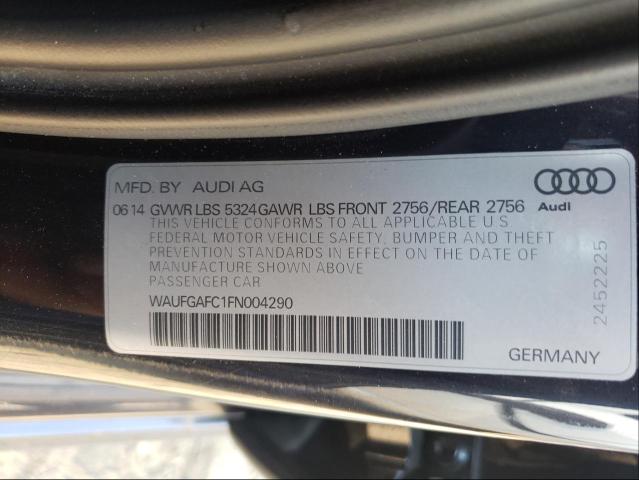 MFD. BY AUDI AG
06 14 GVWR LBS 5324 GAWR LBS FRONT 2756/REAR 2756
Audi
THIS VEHICLE CONFORMS TO ALL APPLICABLE U S
FEDERAL MOTOR VEHICLE SAFETY. BUMPER AND THEFT
PREVENTION STANDARDS IN EFFECT ON THE DATE OF
MANUFACTURE SHOWN ABOVE
PASSENGER CAR
WAUFGAFC1FN004290
GERMANY
2452225